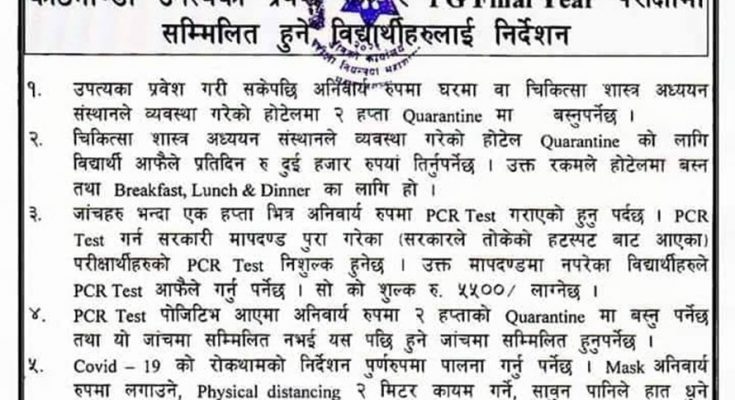 काठमाण्डौ उपत्यका PG Final Year परीक्षामा
सम्मिलित हुने विद्यार्थीहरुलाई निर्देशन
१. उपत्यका प्रवेश गरी सकेपछि अनिवार्य रुपमा घरमा वा चिकित्सा शास्त्र अध्ययन
संस्थानले व्यवस्था गरेको होटेलमा २ हप्ता Quarantine मा बस्नुपर्नेछ ।
२. चिकित्सा शास्त्र अध्ययन संस्थानले व्यवस्था गरेको होटेल Quarantine को लागि
विद्यार्थी आफैले प्रतिदिन रु दुई हजार रुपयां तिर्नुपर्नेछ । उक्त रकमले होटेलमा बस्न
तथा Breakfast, Lunch & Dinner का लागि हो ।
३. जांचहरु भन्दा एक हप्ता भित्र अनिवार्य रुपमा PCR Test गराएको हुनु पर्दछ । PCR
Test गर्न सरकारी मापदण्ड पुरा गरेका (सरकारले तोकेको हटस्पट बाट आएका)
परीक्षार्थीहरुको PCR Test निशुल्क हुनेछ । उक्त मापदण्डमा नपरेका विद्यार्थीहरुले
PCR Test आफैले गर्नु पर्नेछ । सो को शुल्क रु. ५५००/ लाग्नेछ ।
४. PCR Test पोजिटिभ आएमा अनिवार्य रुपमा २ हप्ताको Quarantine मा बस्नु पर्नेछ
तथा यो जांचमा सम्मिलित नभई यस पछि हुने जांचमा सम्मिलित हुनुपर्नेछ ।
५. Covid – 19 को रोकथामको निर्देशन पुर्णरुपमा पालना गर्नु पर्नेछ । Mask अनिवार्य
रुपमा लगाउने, Physical distancing २ मिटर कायम गर्ने, सावुन पानिले हात धुने